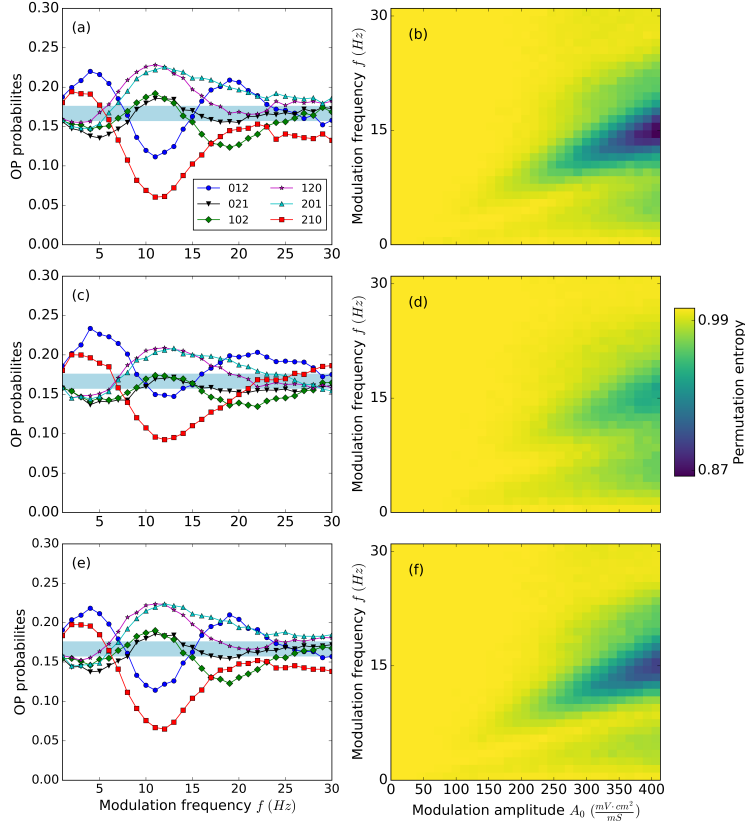 (a)
OP probabilites
0.30
0.25
0.20
0.15
0.10
0.05
0.00
5 10 15 20 25 30
012 120
021 201
102 210
(b)
Modulation frequency f (Hz)
30
15
0
(c)
OP probabilites
0.30
0.25
0.20
0.15
0.10
0.05
0.00
5 10 15 20 25 30
(d)
Modulation frequency f (Hz)
30
15
0
0.99
0.87
Permutation entropy
(e)
OP probabilites
0.30
0.25
0.20
0.15
0.10
0.05
0.00
5 10 15 20 25 30
Modulation frequency f (Hz)
(f)
Modulation frequency f (Hz)
30
15
0
0 50 100 150 200 250 300 350 400
Modulation amplitude A₀ (mV·cm²/mS)